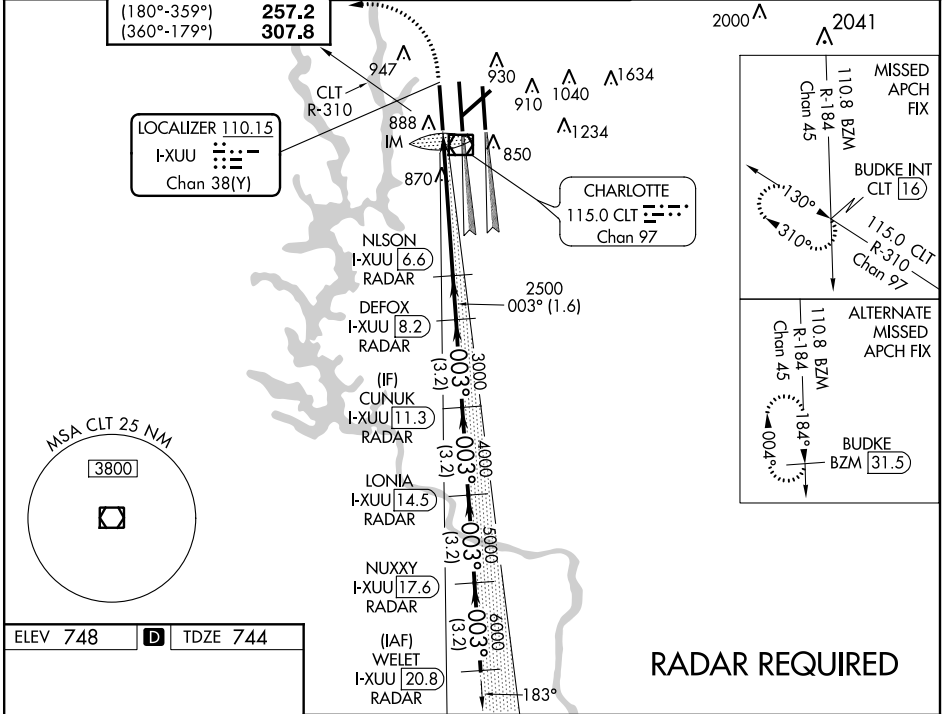 (180°-359°) 257.2
(360°-179°) 307.8
CLT
R-310
947
930
910
1040
1634
1234
888
IM
850
870
2000
2041
LOCALIZER 110.15
I-XUU
Chan 38(Y)
CHARLOTTE
115.0 CLT
Chan 97
NLSON
I-XUU 6.6
RADAR
2500
003° (1.6)
DEFOX
I-XUU 8.2
RADAR
3000
003°
(3.2)
(IF)
CUNUK
I-XUU 11.3
RADAR
4000
003°
(3.2)
LONIA
I-XUU 14.5
RADAR
5000
003°
(3.2)
NUXXY
I-XUU 17.6
RADAR
6000
003°
(3.2)
(IAF)
WELET
I-XUU 20.8
RADAR
183°
MISSED
APCH
FIX
110.8 BZM
R-184
Chan 45
BUDKE INT
CLT 16
130°
310°
115.0 CLT
R-310
Chan 97
ALTERNATE
MISSED
APCH FIX
110.8 BZM
R-184
Chan 45
184°
004°
BUDKE
BZM 31.5
MSA CLT 25 NM
3800
ELEV 748 D TDZE 744
RADAR REQUIRED